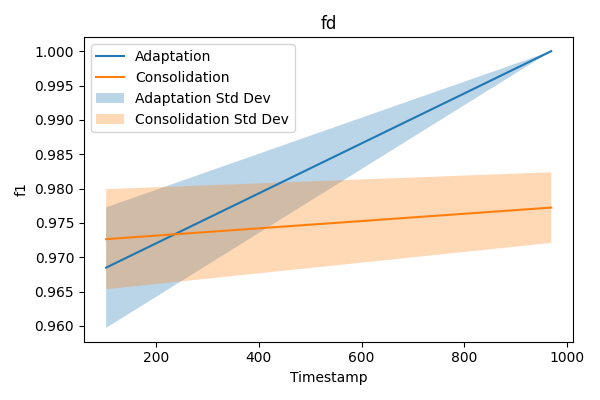 fd
Adaptation
Consolidation
Adaptation Std Dev
Consolidation Std Dev
f1
1.000
0.995
0.990
0.985
0.980
0.975
0.970
0.965
0.960
200
400
600
800
1000
Timestamp